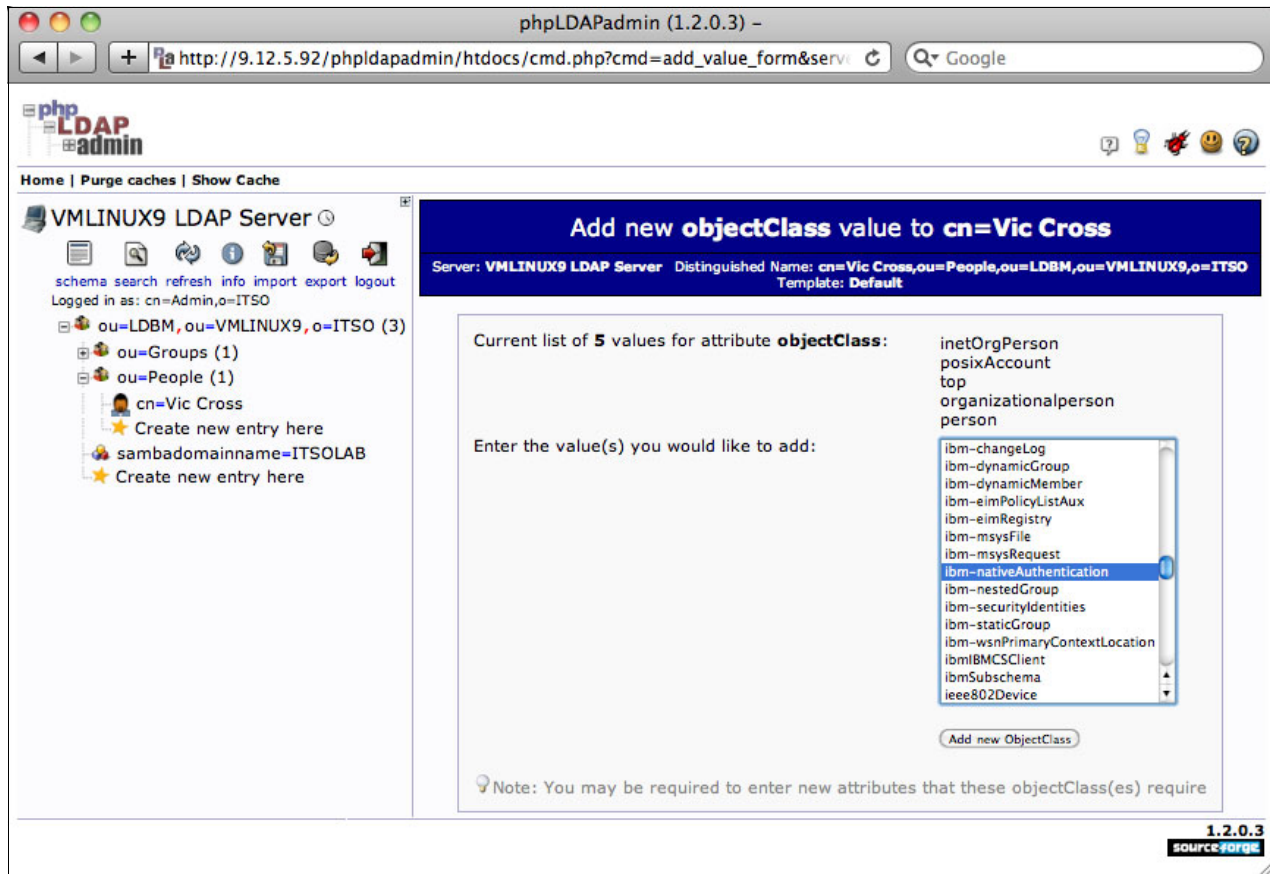 phpLDAPadmin (1.2.0.3) –
http://9.12.5.92/phpldapadmin/htdocs/cmd.php?cmd=add_value_form&serv
Google
php
LDAP
admin
Home | Purge caches | Show Cache
VMLINUX9 LDAP Server
schema search refresh info import export logout
Logged in as: cn=Admin,o=ITSO
ou=LDBM,ou=VMLINUX9,o=ITSO (3)
ou=Groups (1)
ou=People (1)
cn=Vic Cross
Create new entry here
sambadomainname=ITSOLAB
Create new entry here
Add new objectClass value to cn=Vic Cross
Server: VMLINUX9 LDAP Server Distinguished Name: cn=Vic Cross,ou=People,ou=LDBM,ou=VMLINUX9,o=ITSO
Template: Default
Current list of 5 values for attribute objectClass:
inetOrgPerson
posixAccount
top
organizationalperson
person
Enter the value(s) you would like to add:
ibm-changeLog
ibm-dynamicGroup
ibm-dynamicMember
ibm-eimPolicyListAux
ibm-eimRegistry
ibm-msysFile
ibm-msysRequest
ibm-nativeAuthentication
ibm-nestedGroup
ibm-securityIdentities
ibm-staticGroup
ibm-wsnPrimaryContextLocation
ibmIBMCSClient
ibmSubschema
ieee802Device
Add new ObjectClass
Note: You may be required to enter new attributes that these objectClass(es) require
1.2.0.3
sourceforge